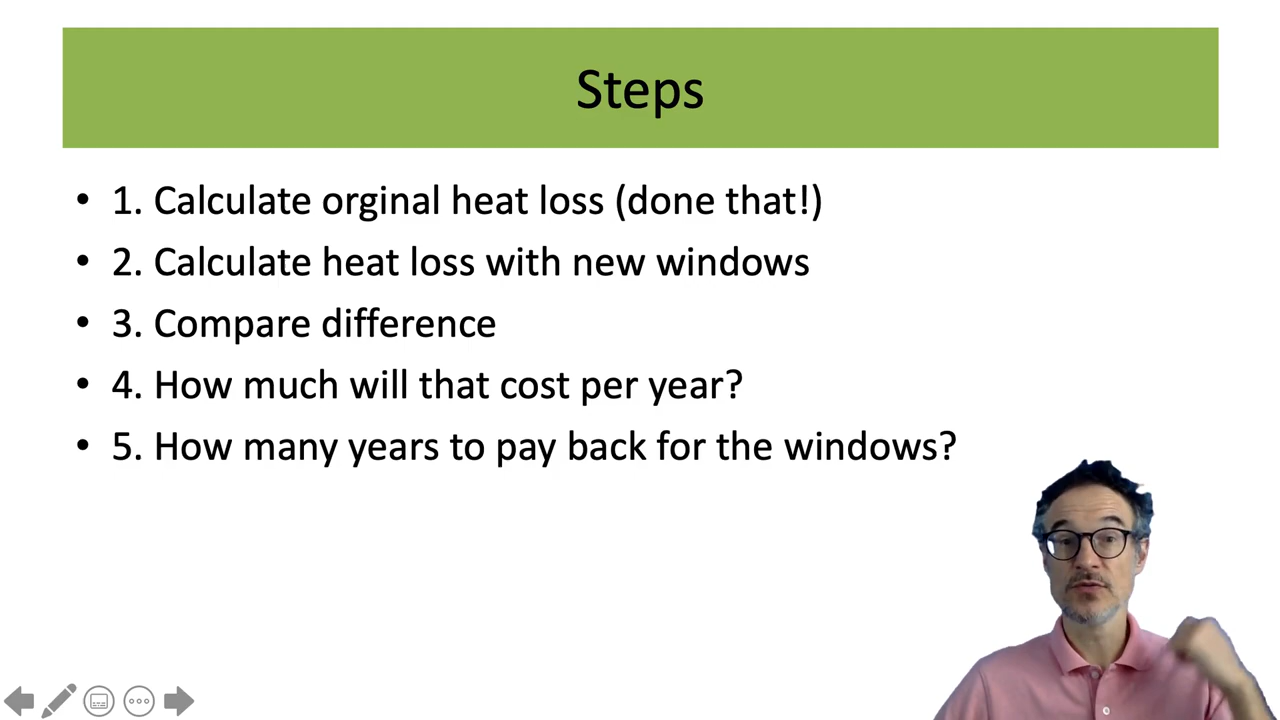 Steps
• 1. Calculate orginal heat loss (done that!)
• 2. Calculate heat loss with new windows
• 3. Compare difference
• 4. How much will that cost per year?
• 5. How many years to pay back for the windows?